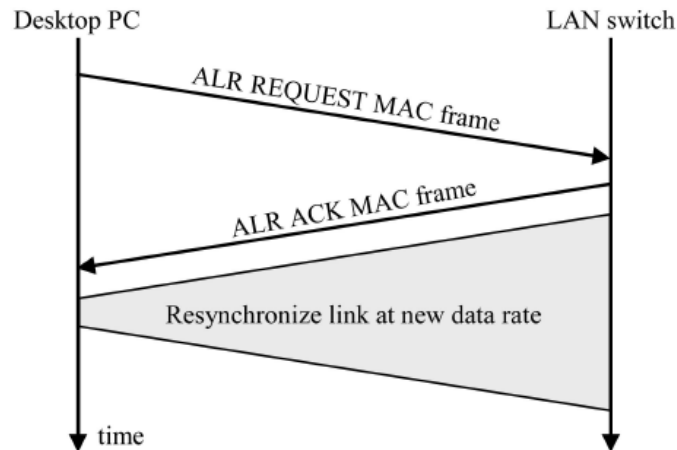 Desktop PC
LAN switch
ALR REQUEST MAC frame
ALR ACK MAC frame
Resynchronize link at new data rate
time